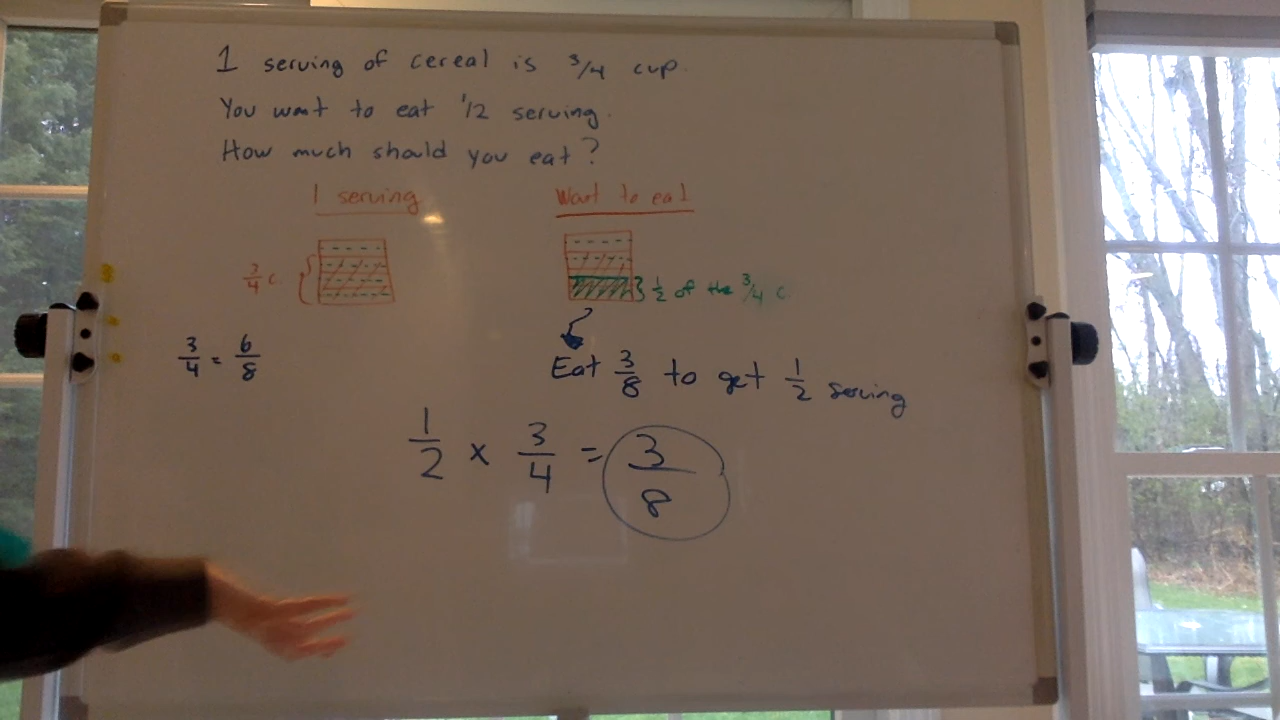 1 serving of cereal is 3/4 cup.
You want to eat 1/2 serving.
How much should you eat?
1 serving
Want to eat
3/4 c.
1/2 of the 3/4 c.
3/4 = 6/8
Eat 3/8 to get 1/2 serving
1/2 x 3/4 = 3/8